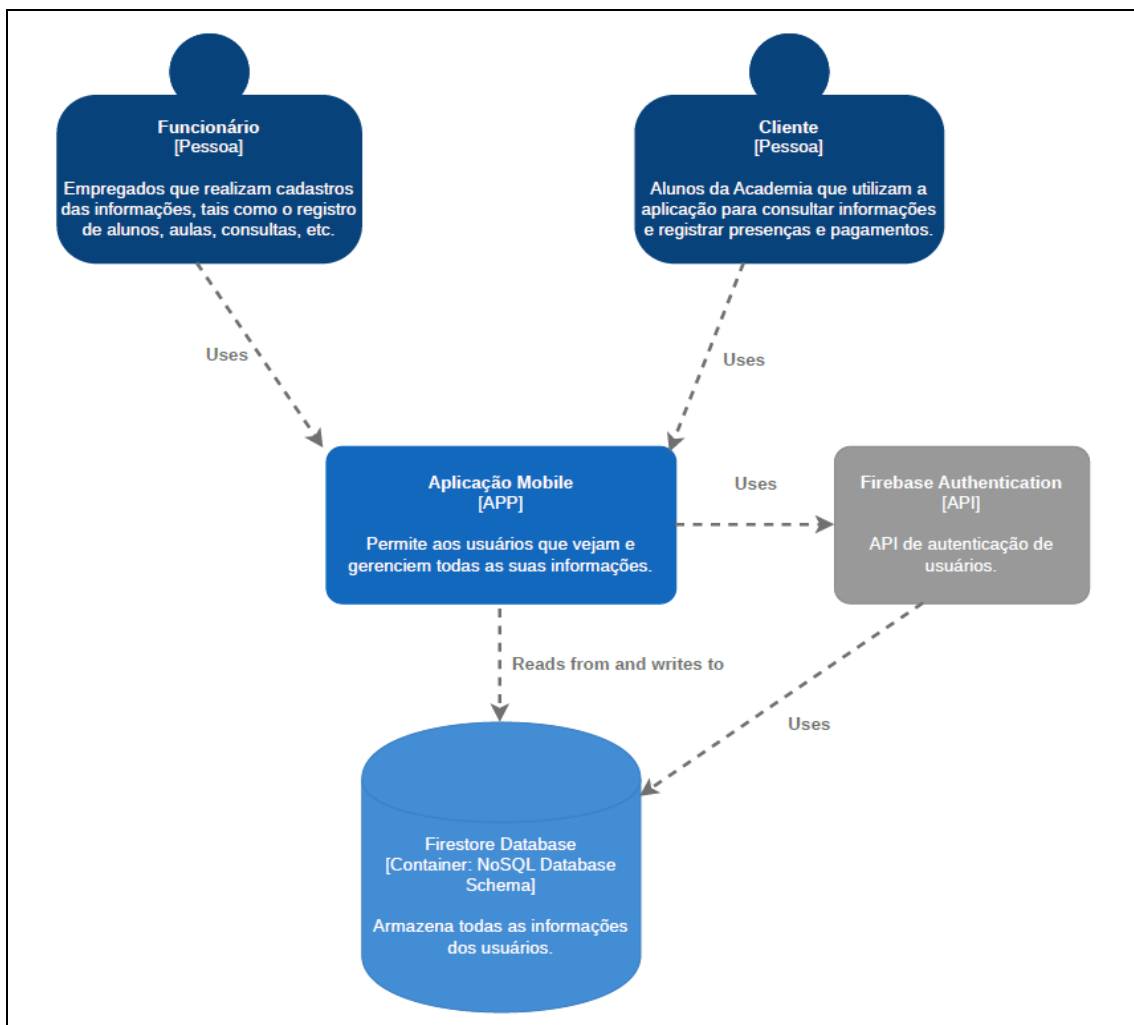 Funcionário
[Pessoa]
Empregados que realizam cadastros
das informações, tais como o registro
de alunos, aulas, consultas, etc.
Cliente
[Pessoa]
Alunos da Academia que utilizam a
aplicação para consultar informações
e registrar presenças e pagamentos.
Uses
Uses
Aplicação Mobile
[APP]
Permite aos usuários que vejam e
gerenciem todas as suas informações.
Uses
Firebase Authentication
[API]
API de autenticação de
usuários.
Reads from and writes to
Uses
Firestore Database
[Container: NoSQL Database
Schema]
Armazena todas as informações
dos usuários.